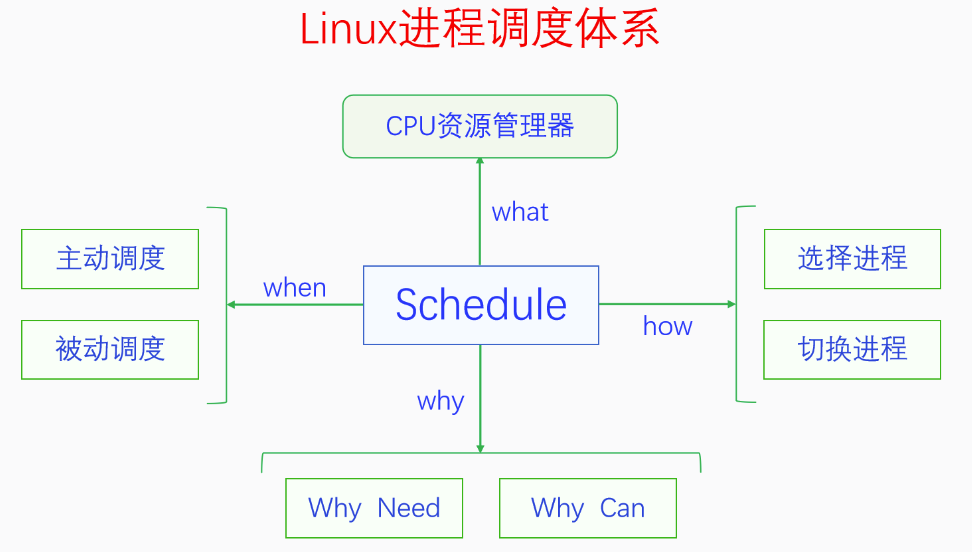 Linux进程调度体系
CPU资源管理器
what
主动调度
被动调度
when
Schedule
how
选择进程
切换进程
why
Why Need
Why Can